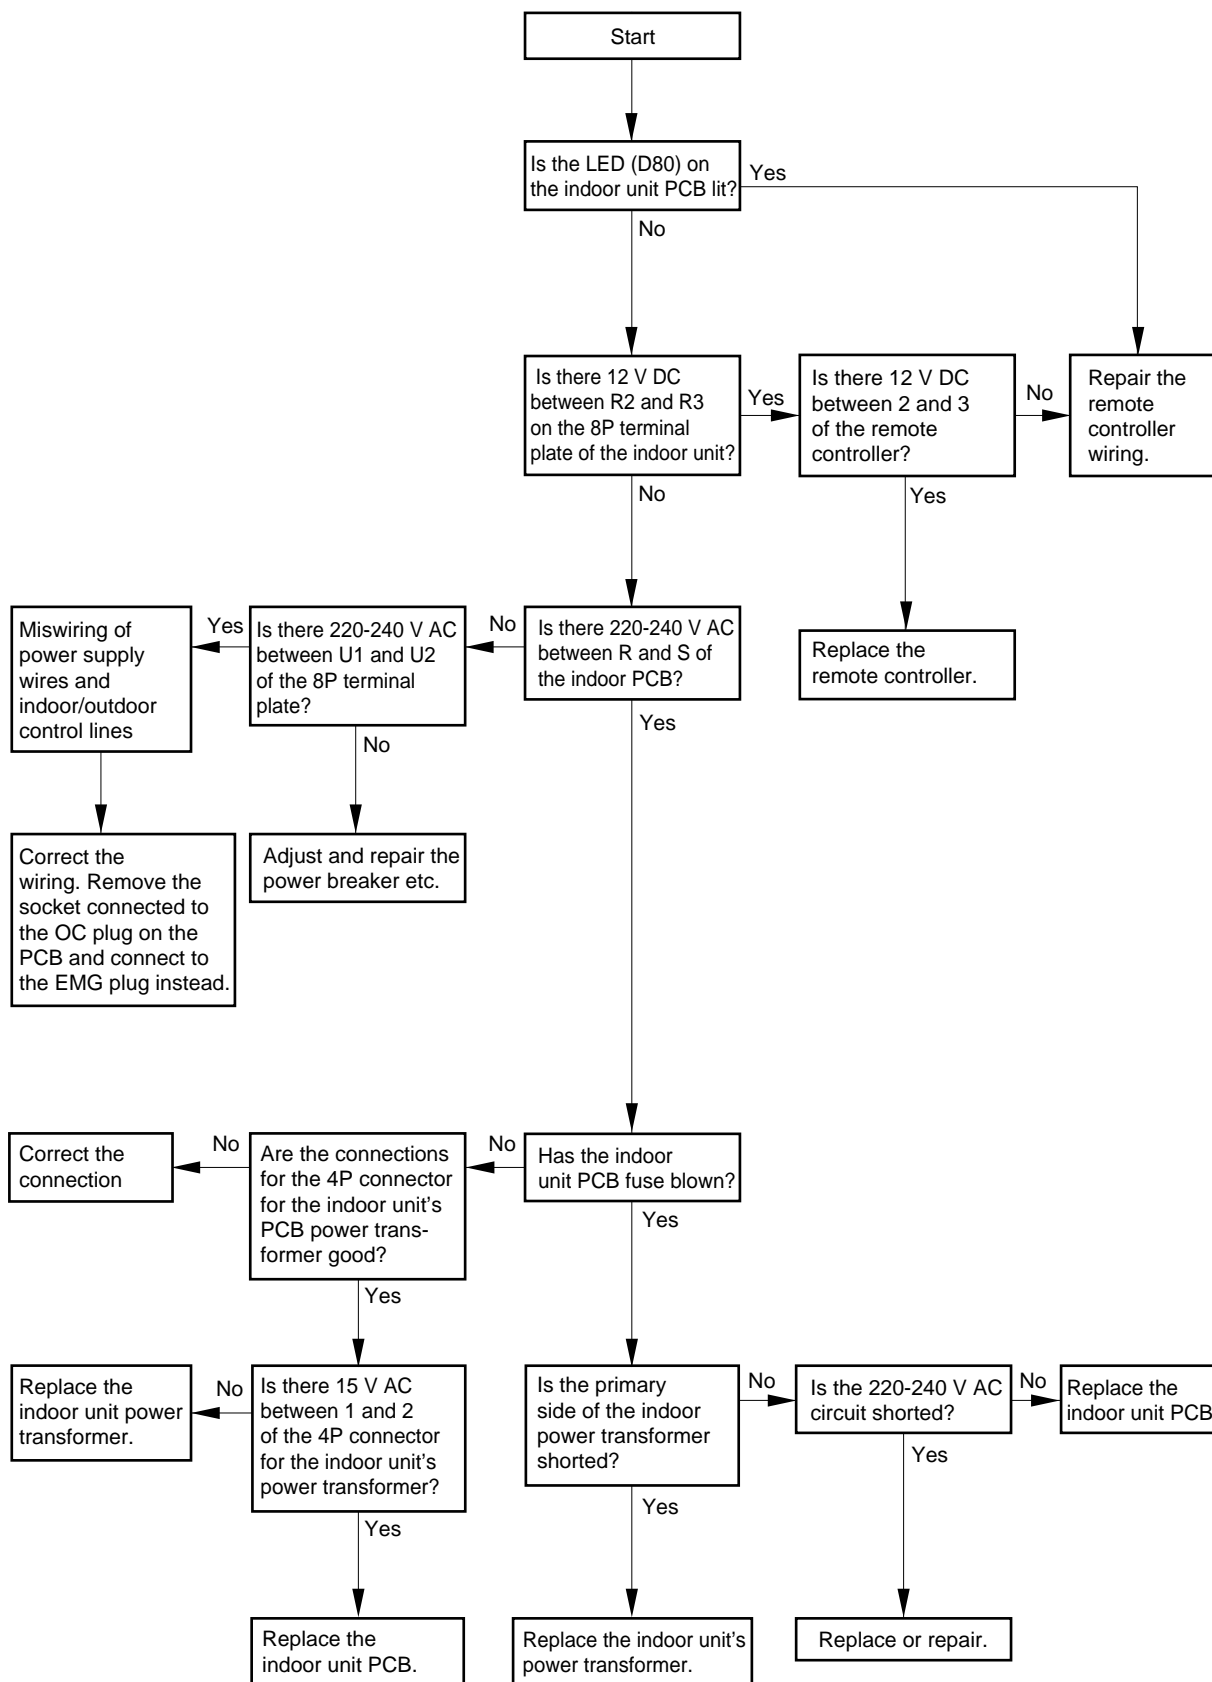 Start
Is the LED (D80) on
the indoor unit PCB lit?
Yes
No
Is there 12 V DC
between R2 and R3
on the 8P terminal
plate of the indoor unit?
Yes
Is there 12 V DC
between 2 and 3
of the remote
controller?
No
Repair the
remote
controller
wiring.
No
Yes
Miswiring of
power supply
wires and
indoor/outdoor
control lines
Yes
Is there 220-240 V AC
between U1 and U2
of the 8P terminal
plate?
No
Is there 220-240 V AC
between R and S of
the indoor PCB?
Replace the
remote controller.
No
Yes
Correct the
wiring. Remove the
socket connected to
the OC plug on the
PCB and connect to
the EMG plug instead.
Adjust and repair the
power breaker etc.
Correct the
connection
No
Are the connections
for the 4P connector
for the indoor unit's
PCB power trans-
former good?
No
Has the indoor
unit PCB fuse blown?
Yes
Yes
Replace the
indoor unit power
transformer.
No
Is there 15 V AC
between 1 and 2
of the 4P connector
for the indoor unit's
power transformer?
Is the primary
side of the indoor
power transformer
shorted?
No
Is the 220-240 V AC
circuit shorted?
No
Replace the
indoor unit PCB
Yes
Yes
Yes
Replace the
indoor unit PCB.
Replace the indoor unit's
power transformer.
Replace or repair.